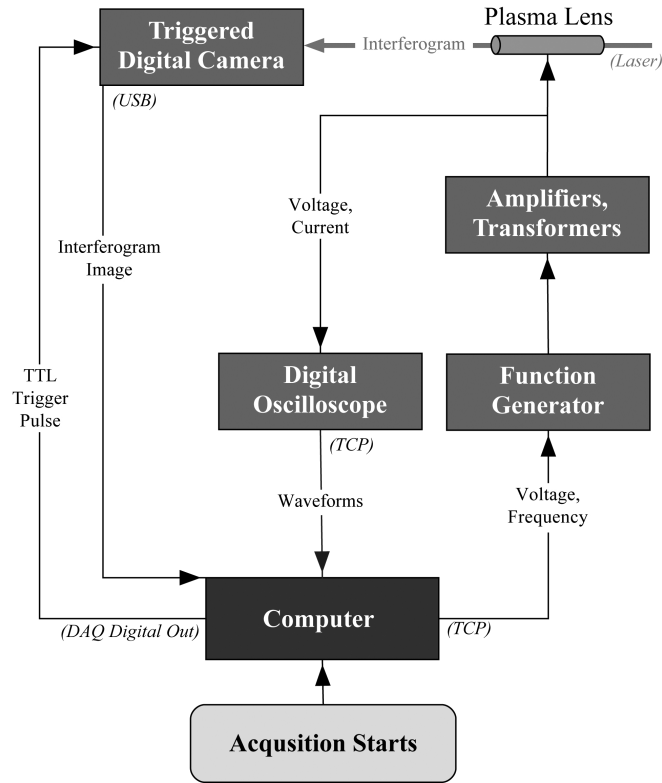 Plasma Lens
Triggered
Digital Camera
Interferogram
(Laser)
(USB)
Voltage,
Current
Amplifiers,
Transformers
Interferogram
Image
TTL
Trigger
Pulse
Digital
Oscilloscope
Function
Generator
(TCP)
Waveforms
Voltage,
Frequency
Computer
(DAQ Digital Out)
(TCP)
Acqusition Starts